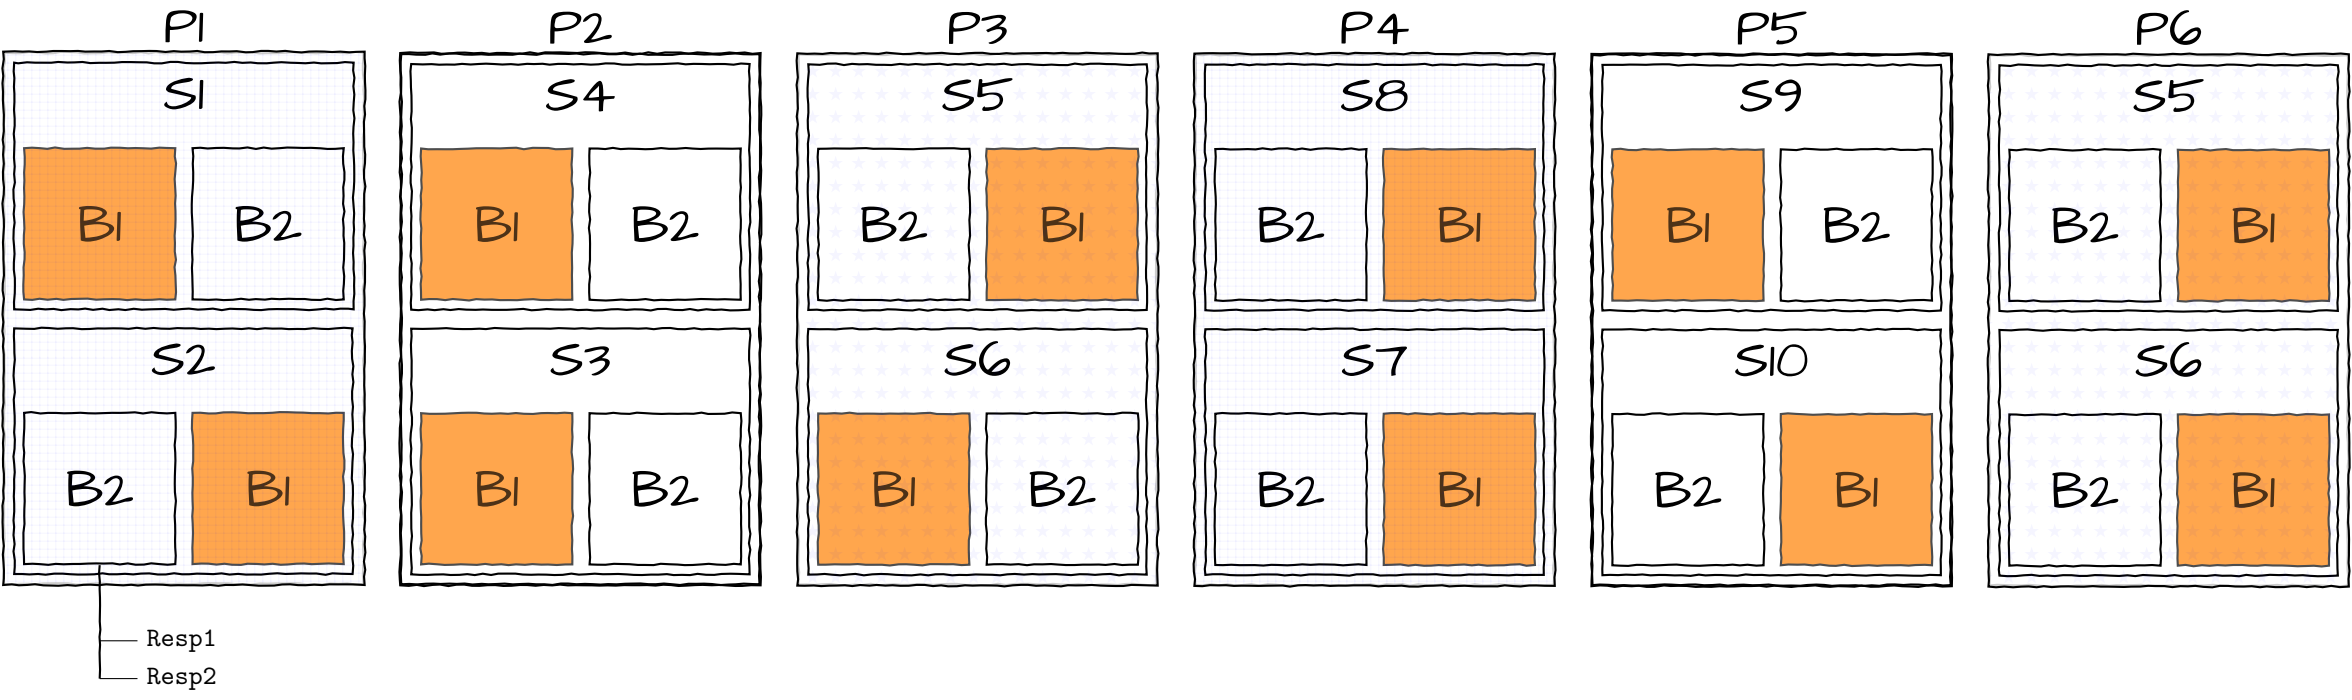 P1 P2 P3 P4 P5 P6
S1 S4 S5 S8 S9 S5
B1 B2 B1 B2 B2 B1 B2 B1 B1 B2 B2 B1
S2 S3 S6 S7 S10 S6
B2 B1 B1 B2 B1 B2 B2 B1 B2 B1 B2 B1
Resp1
Resp2